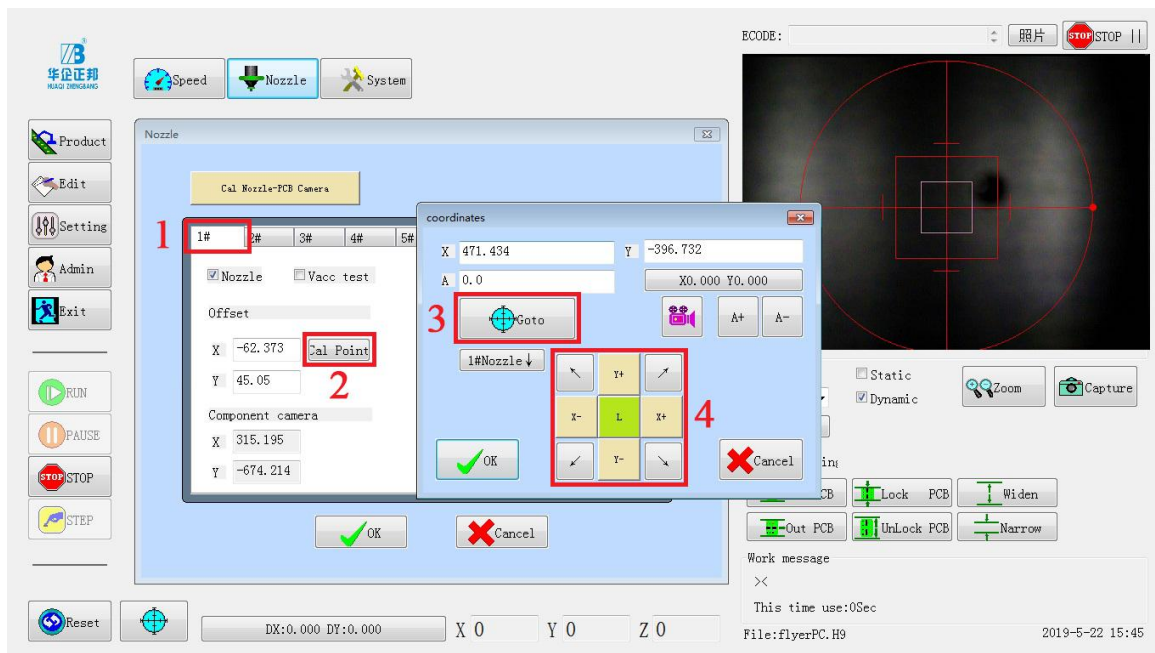 华企正邦
HUAQI ZHENGBANG
Speed
Nozzle
System
ECODE:
照片
STOP STOP ||
Product
Edit
Setting
Admin
Exit
RUN
PAUSE
STOP STOP
STEP
Reset
Nozzle
Cal Nozzle-PCB Camera
1
1#
2#
3#
4#
5#
Nozzle
Vacc test
Offset
X -62.373
Cal Point
2
Y 45.05
Component camera
X 315.195
Y -674.214
OK
Cancel
coordinates
X 471.434
Y -396.732
A 0.0
X0.000 Y0.000
3
Goto
A+
A-
1#Nozzle↓
↖ Y+ ↗
X- L X+
4
↙ Y- ↘
OK
Cancel
Static
Dynamic
Zoom
Capture
CB
Lock PCB
Widen
Out PCB
UnLock PCB
Narrow
Work message
><
This time use:0Sec
DX:0.000 DY:0.000
X 0
Y 0
Z 0
File:flyerPC.H9
2019-5-22 15:45